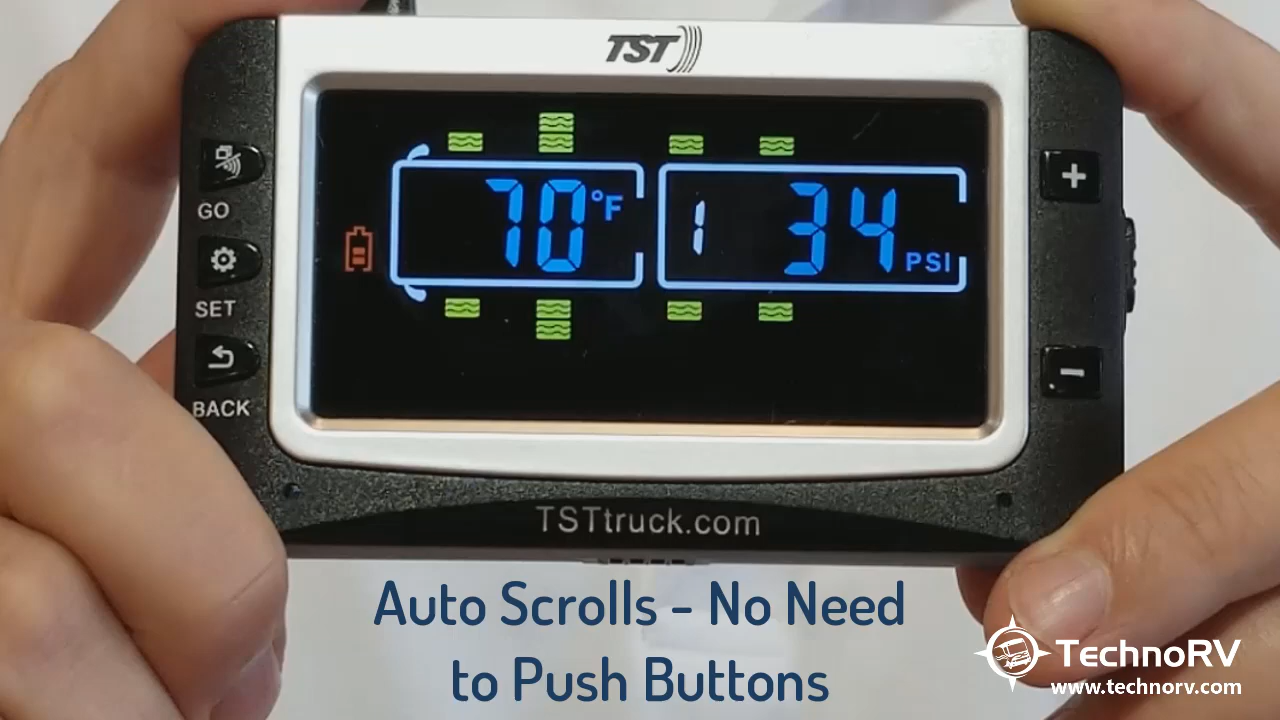 TST
70 °F
1 34 PSI
GO
SET
BACK
+
-
TSTtruck.com
Auto Scrolls - No Need
to Push Buttons
TechnoRV
www.technorv.com